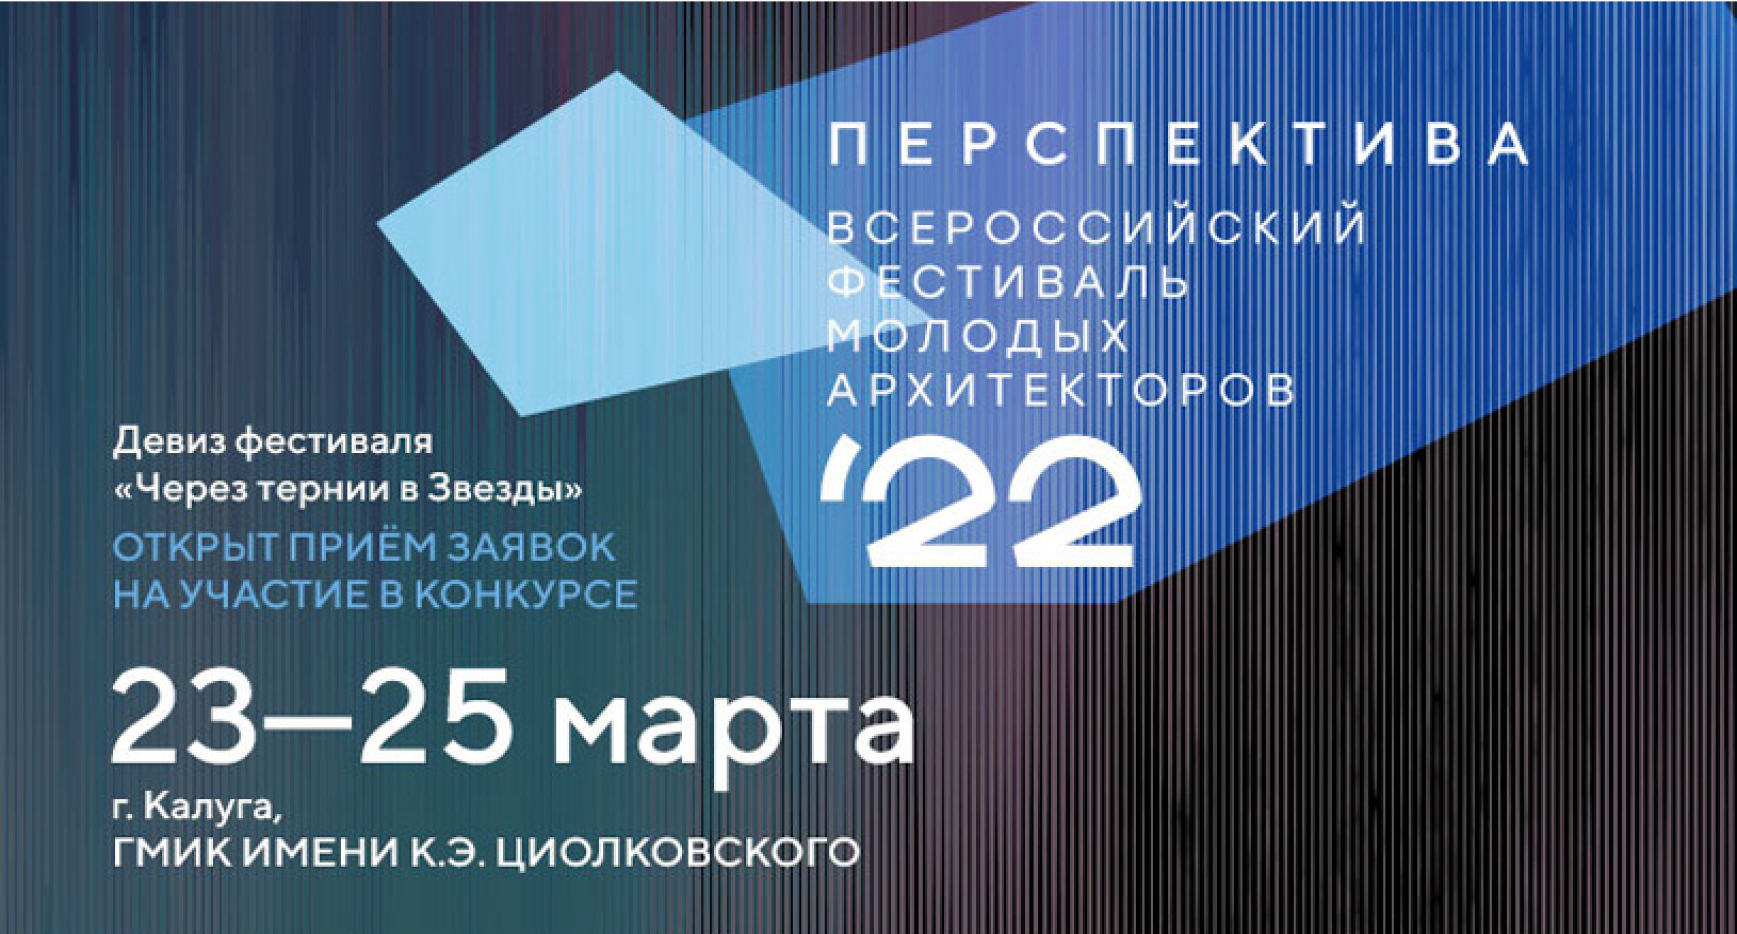 ПЕРСПЕКТИВА
ВСЕРОССИЙСКИЙ
ФЕСТИВАЛЬ
МОЛОДЫХ
АРХИТЕКТОРОВ
'22
Девиз фестиваля
«Через тернии в Звезды»
ОТКРЫТ ПРИЁМ ЗАЯВОК
НА УЧАСТИЕ В КОНКУРСЕ
23—25 марта
г. Калуга,
ГМИК ИМЕНИ К.Э. ЦИОЛКОВСКОГО